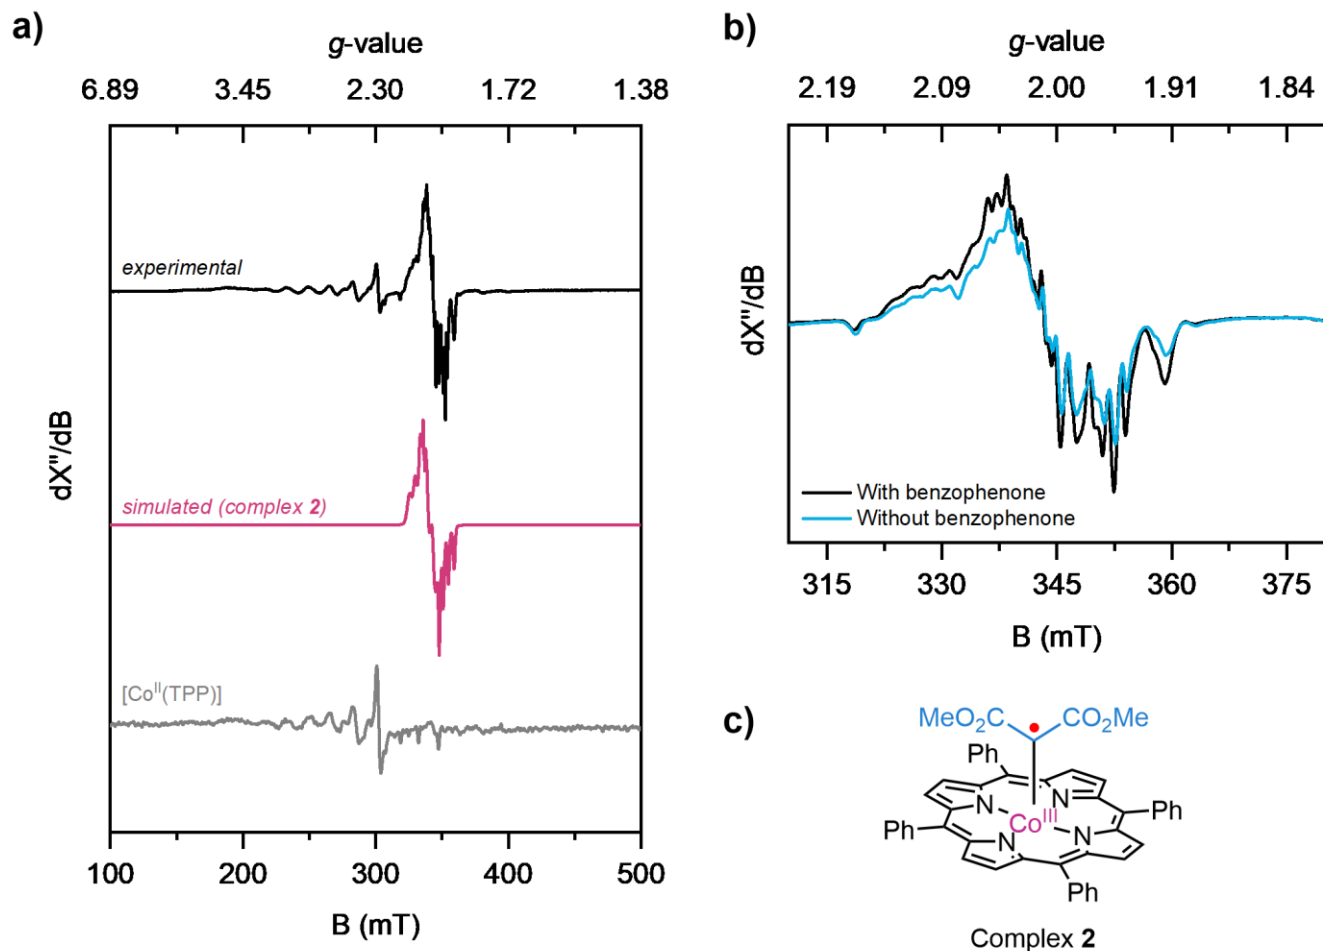 a)
g-value
6.89 3.45 2.30 1.72 1.38
experimental
simulated (complex 2)
[Coᴵᴵ(TPP)]
dX"/dB
100 200 300 400 500
B (mT)
b)
g-value
2.19 2.09 2.00 1.91 1.84
dX"/dB
With benzophenone
Without benzophenone
315 330 345 360 375
B (mT)
c)
MeO₂C CO₂Me
Ph
N N
Ph Coᴵᴵᴵ Ph
N N
Ph
Complex 2